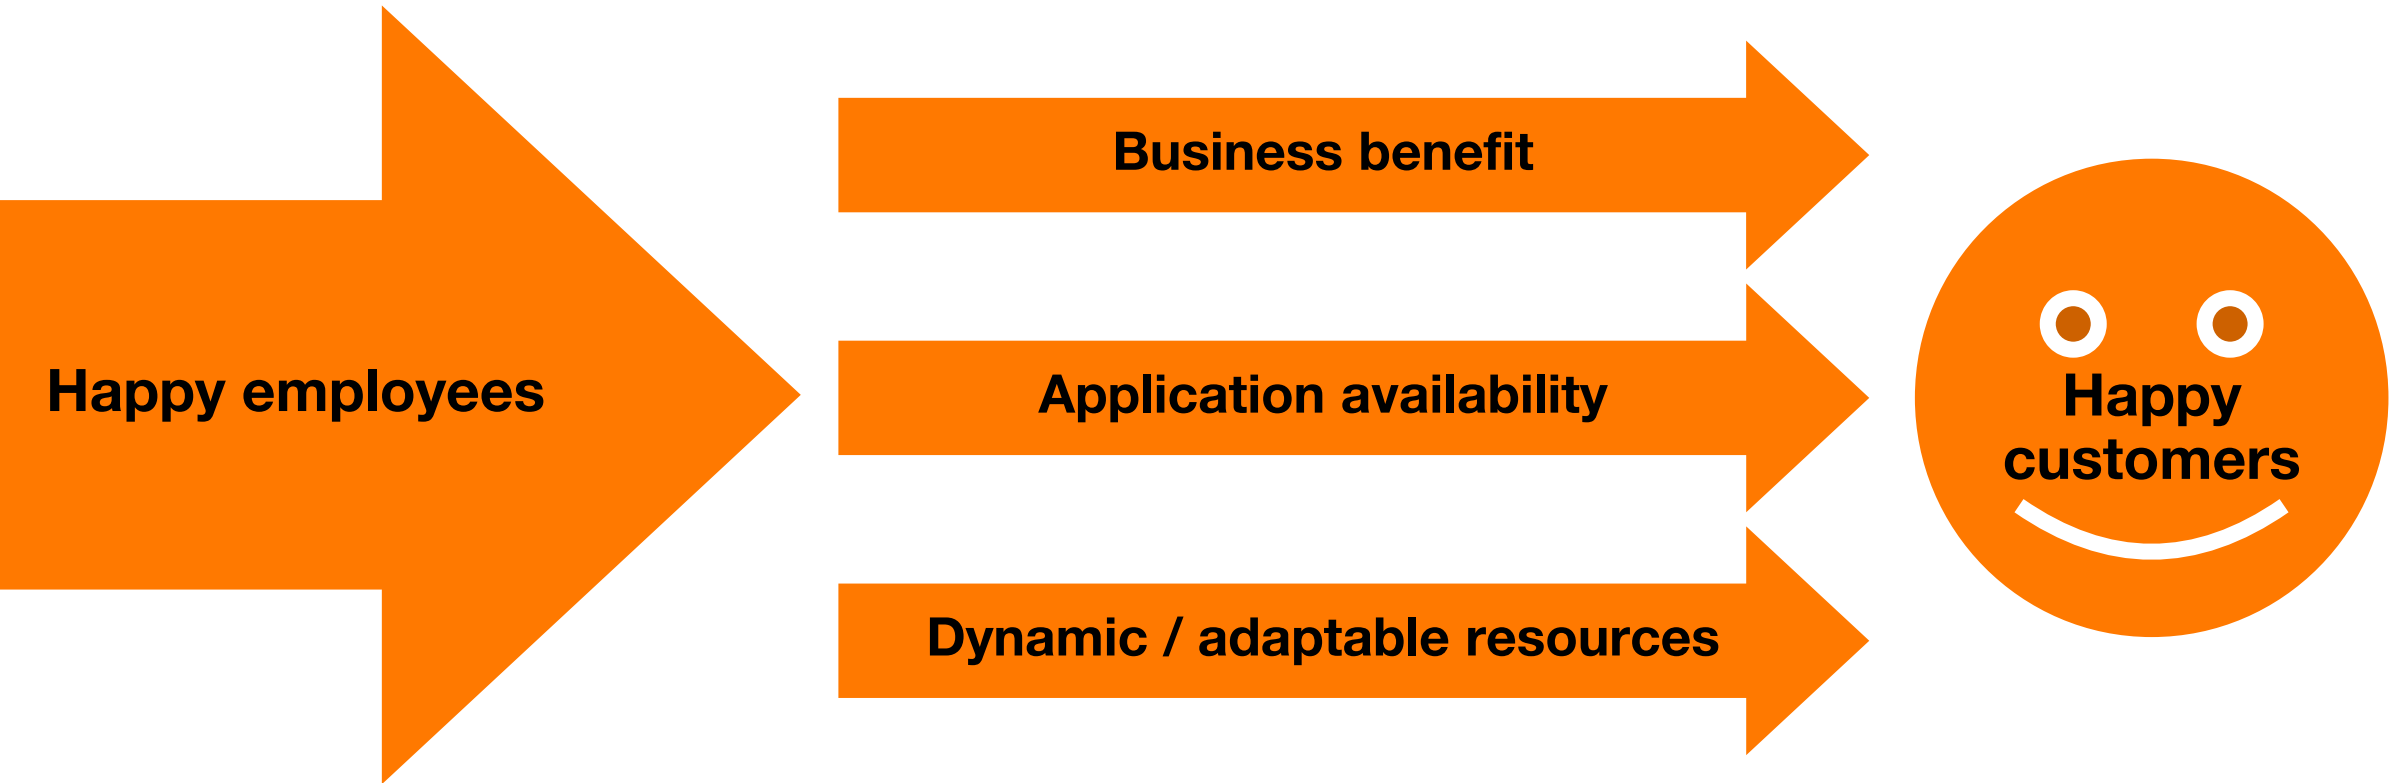 Happy employees
Business benefit
Application availability
Dynamic / adaptable resources
Happy
customers